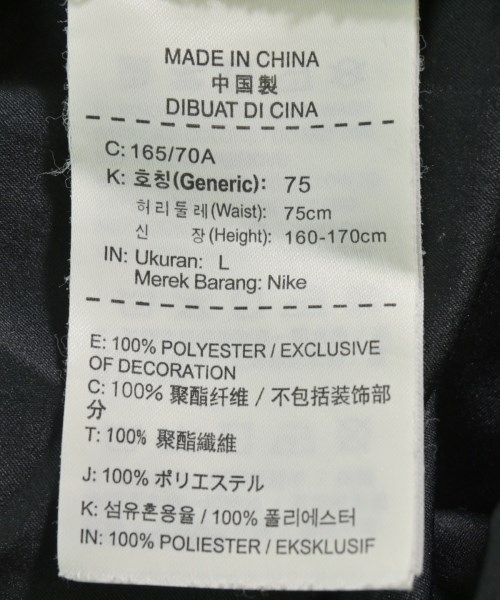 MADE IN CHINA
中国製
DIBUAT DI CINA
C: 165/70A
K: 호칭(Generic): 75
허리둘레(Waist): 75cm
신 장(Height): 160-170cm
IN: Ukuran: L
Merek Barang: Nike
E: 100% POLYESTER / EXCLUSIVE
OF DECORATION
C: 100% 聚酯纤维 / 不包括装饰部
分
T: 100% 聚酯纖維
J: 100% ポリエステル
K: 섬유혼용율 / 100% 폴리에스터
IN: 100% POLIESTER / EKSKLUSIF